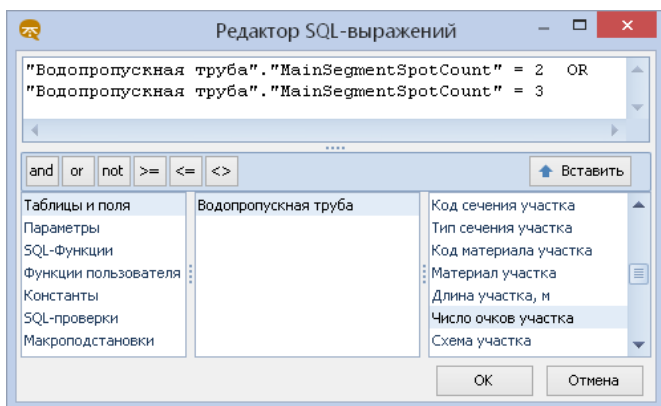 Редактор SQL-выражений
"Водопропускная труба"."MainSegmentSpotCount" = 2 OR
"Водопропускная труба"."MainSegmentSpotCount" = 3
and or not >= <= <> Вставить
Таблицы и поля
Параметры
SQL-Функции
Функции пользователя
Константы
SQL-проверки
Макроподстановки
Водопропускная труба
Код сечения участка
Тип сечения участка
Код материала участка
Материал участка
Длина участка, м
Число очков участка
Схема участка
ОК Отмена